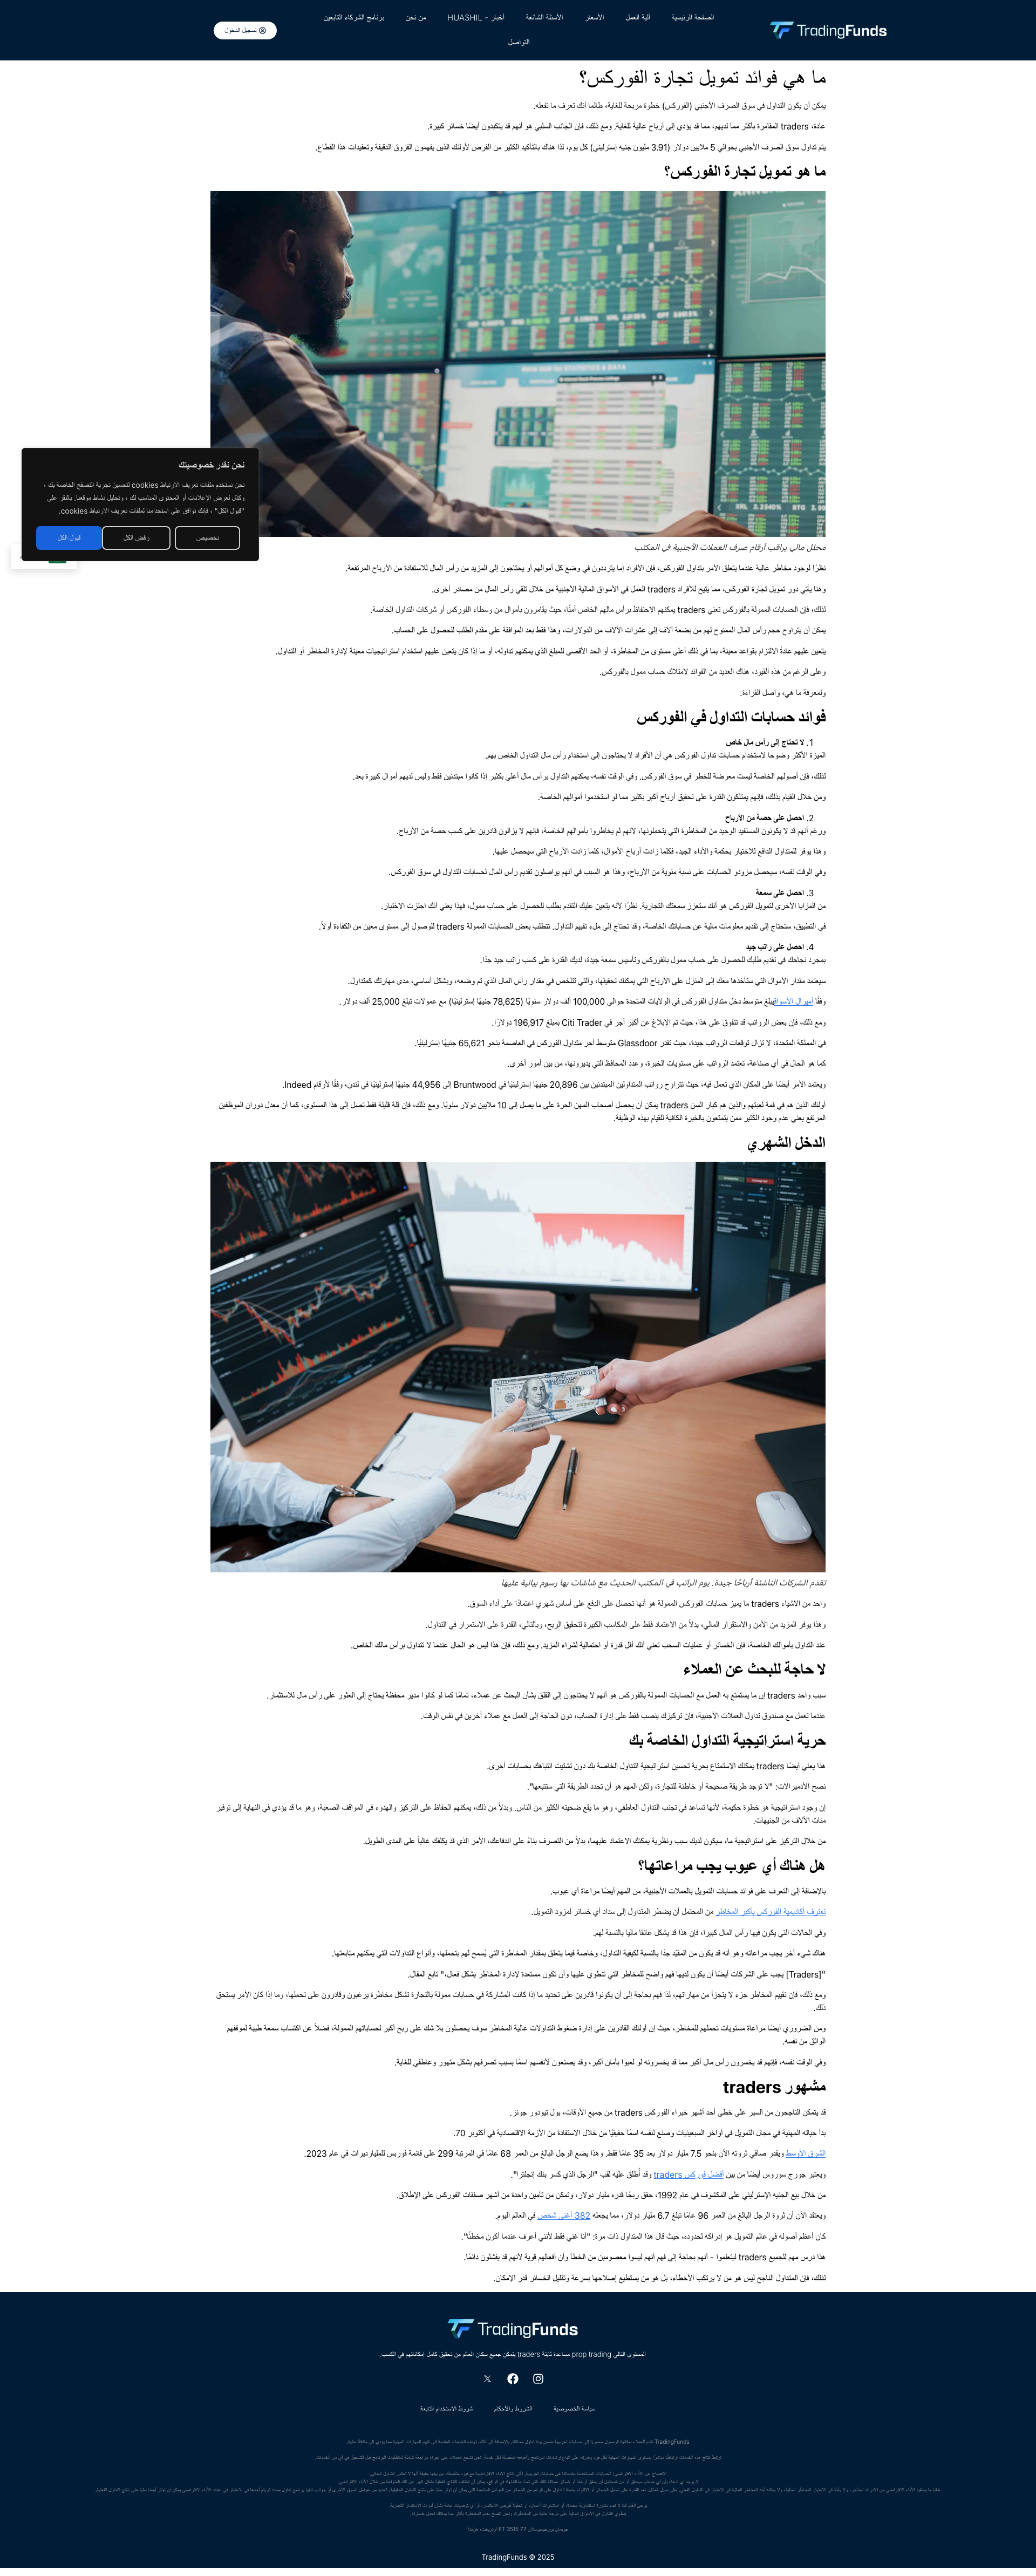 TradingFunds
الصفحة الرئيسية
آلية العمل
الأسعار
الأسئلة الشائعة
أخبار - HUASHIL
من نحن
برنامج الشركاء التابعين
التواصل
تسجيل الدخول
ما هي فوائد تمويل تجارة الفوركس؟
يمكن أن يكون التداول في سوق الصرف الأجنبي (الفوركس) خطوة مربحة للغاية، طالما أنك تعرف ما تفعله.
عادة، traders المقامرة بأكثر مما لديهم، مما قد يؤدي إلى أرباح عالية للغاية. ومع ذلك، فإن الجانب السلبي هو أنهم قد يتكبدون أيضًا خسائر كبيرة.
يتم تداول سوق الصرف الأجنبي بحوالي 5 ملايين دولار (3.91 مليون جنيه إسترليني) كل يوم، لذا هناك بالتأكيد الكثير من الفرص لأولئك الذين يفهمون الفروق الدقيقة وتعقيدات هذا القطاع.
ما هو تمويل تجارة الفوركس؟
محلل مالي يراقب أرقام صرف العملات الأجنبية في المكتب
نظرًا لوجود مخاطر عالية عندما يتعلق الأمر بتداول الفوركس، فإن الأفراد إما يترددون في وضع كل أموالهم أو يحتاجون إلى المزيد من رأس المال للاستفادة من الأرباح المرتفعة.
وهنا يأتي دور تمويل تجارة الفوركس، مما يتيح للأفراد traders العمل في الأسواق المالية الأجنبية من خلال تلقي رأس المال من مصادر أخرى.
لذلك، فإن الحسابات الممولة بالفوركس تعني traders يمكنهم الاحتفاظ برأس مالهم الخاص آمنًا، حيث يقامرون بأموال من وسطاء الفوركس أو شركات التداول الخاصة.
يمكن أن يتراوح حجم رأس المال الممنوح لهم من بضعة آلاف إلى عشرات الآلاف من الدولارات، وهذا فقط بعد الموافقة على مقدم الطلب للحصول على الحساب.
يتعين عليهم عادةً الالتزام بقواعد معينة، بما في ذلك أعلى مستوى من المخاطرة، أو الحد الأقصى للمبلغ الذي يمكنهم تداوله، أو ما إذا كان يتعين عليهم استخدام استراتيجيات معينة لإدارة المخاطر أو التداول.
وعلى الرغم من هذه القيود، هناك العديد من الفوائد لامتلاك حساب ممول بالفوركس.
ولمعرفة ما هي، واصل القراءة.
فوائد حسابات التداول في الفوركس
1. لا تحتاج إلى رأس مال خاص
الميزة الأكثر وضوحًا لاستخدام حسابات تداول الفوركس هي أن الأفراد لا يحتاجون إلى استخدام رأس مال التداول الخاص بهم.
لذلك، فإن أصولهم الخاصة ليست معرضة للخطر في سوق الفوركس. وفي الوقت نفسه، يمكنهم التداول برأس مال أعلى بكثير إذا كانوا مبتدئين فقط وليس لديهم أموال كبيرة بعد.
ومن خلال القيام بذلك، فإنهم يمتلكون القدرة على تحقيق أرباح أكبر بكثير مما لو استخدموا أموالهم الخاصة.
2. احصل على حصة من الأرباح
ورغم أنهم قد لا يكونون المستفيد الوحيد من المخاطرة التي يتحملونها، لأنهم لم يخاطروا بأموالهم الخاصة، فإنهم لا يزالون قادرين على كسب حصة من الأرباح.
وهذا يوفر للمتداول الدافع للاختيار بحكمة والأداء الجيد، فكلما زادت أرباح الأموال، كلما زادت الأرباح التي سيحصل عليها.
وفي الوقت نفسه، سيحصل مزودو الحسابات على نسبة مئوية من الأرباح، وهذا هو السبب في أنهم يواصلون تقديم رأس المال لحسابات التداول في سوق الفوركس.
3. احصل على سمعة
من المزايا الأخرى لتمويل الفوركس هو أنك ستعزز سمعتك التجارية. نظرًا لأنه يتعين عليك التقدم بطلب للحصول على حساب ممول، فهذا يعني أنك اجتزت الاختبار.
في التطبيق، ستحتاج إلى تقديم معلومات مالية عن حساباتك الخاصة، وقد تحتاج إلى ملء تقييم التداول. تتطلب بعض الحسابات الممولة traders للوصول إلى مستوى معين من الكفاءة أولاً.
4. احصل على راتب جيد
بمجرد نجاحك في تقديم طلبك للحصول على حساب ممول بالفوركس وتأسيس سمعة جيدة، لديك القدرة على كسب راتب جيد جدًا.
سيعتمد مقدار الأموال التي ستأخذها معك إلى المنزل على الأرباح التي يمكنك تحقيقها، والتي تتلخص في مقدار رأس المال الذي تم وضعه، وبشكل أساسي، مدى مهارتك كمتداول.
وفقًا أميرال الأسواقيبلغ متوسط دخل متداول الفوركس في الولايات المتحدة حوالي 100,000 ألف دولار سنويًا (78,625 جنيهًا إسترلينيًا) مع عمولات تبلغ 25,000 ألف دولار.
ومع ذلك، فإن بعض الرواتب قد تتفوق على هذا، حيث تم الإبلاغ عن أكبر أجر في Citi Trader بمبلغ 196,917 دولارًا.
في المملكة المتحدة، لا تزال توقعات الرواتب جيدة، حيث تقدر Glassdoor متوسط أجر متداول الفوركس في العاصمة بنحو 65,621 جنيهًا إسترلينيًا.
كما هو الحال في أي صناعة، تعتمد الرواتب على مستويات الخبرة، وعدد المحافظ التي يديرونها، من بين أمور أخرى.
ويعتمد الأمر أيضًا على المكان الذي تعمل فيه، حيث تتراوح رواتب المتداولين المبتدئين بين 20,896 جنيهًا إسترلينيًا في Bruntwood إلى 44,956 جنيهًا إسترلينيًا في لندن، وفقًا لأرقام Indeed.
أولئك الذين هم في قمة لعبتهم والذين هم كبار السن traders يمكن أن يحصل أصحاب المهن الحرة على ما يصل إلى 10 ملايين دولار سنويًا. ومع ذلك، فإن قِلة قليلة فقط تصل إلى هذا المستوى، كما أن معدل دوران الموظفين
المرتفع يعني عدم وجود الكثير ممن يتمتعون بالخبرة الكافية للقيام بهذه الوظيفة.
الدخل الشهري
تقدم الشركات الناشئة أرباحًا جيدة. يوم الراتب في المكتب الحديث مع شاشات بها رسوم بيانية عليها
واحد من الاشياء traders ما يميز حسابات الفوركس الممولة هو أنها تحصل على الدفع على أساس شهري اعتمادًا على أداء السوق.
وهذا يوفر المزيد من الأمن والاستقرار المالي، بدلاً من الاعتماد فقط على المكاسب الكبيرة لتحقيق الربح، وبالتالي، القدرة على الاستمرار في التداول.
عند التداول بأموالك الخاصة، فإن الخسائر أو عمليات السحب تعني أنك أقل قدرة أو احتمالية لشراء المزيد. ومع ذلك، فإن هذا ليس هو الحال عندما لا تتداول برأس مالك الخاص.
لا حاجة للبحث عن العملاء
سبب واحد traders إن ما يستمتع به العمل مع الحسابات الممولة بالفوركس هو أنهم لا يحتاجون إلى القلق بشأن البحث عن عملاء، تمامًا كما لو كانوا مدير محفظة يحتاج إلى العثور على رأس مال للاستثمار.
عندما تعمل مع صندوق تداول العملات الأجنبية، فإن تركيزك ينصب فقط على إدارة الحساب، دون الحاجة إلى العمل مع عملاء آخرين في نفس الوقت.
حرية استراتيجية التداول الخاصة بك
هذا يعني أيضا traders يمكنك الاستمتاع بحرية تحسين استراتيجية التداول الخاصة بك دون تشتيت انتباهك بحسابات أخرى.
نصح الأدميرالات: "لا توجد طريقة صحيحة أو خاطئة للتجارة، ولكن المهم هو أن تحدد الطريقة التي ستتبعها".
إن وجود استراتيجية هو خطوة حكيمة، لأنها تساعد في تجنب التداول العاطفي، وهو ما يقع ضحيته الكثير من الناس. وبدلاً من ذلك، يمكنهم الحفاظ على التركيز والهدوء في المواقف الصعبة، وهو ما قد يؤدي في النهاية إلى توفير
مئات الآلاف من الجنيهات.
من خلال التركيز على استراتيجية ما، سيكون لديك سبب ونظرية يمكنك الاعتماد عليهما، بدلاً من التصرف بناءً على اندفاعك، الأمر الذي قد يكلفك غالياً على المدى الطويل.
هل هناك أي عيوب يجب مراعاتها؟
بالإضافة إلى التعرف على فوائد حسابات التمويل بالعملات الأجنبية، من المهم أيضًا مراعاة أي عيوب.
تعترف أكاديمية الفوركس بأكبر المخاطر من المحتمل أن يضطر المتداول إلى سداد أي خسائر لمزود التمويل.
وفي الحالات التي يكون فيها رأس المال كبيرا، فإن هذا قد يشكل عائقا ماليا بالنسبة لهم.
هناك شيء آخر يجب مراعاته وهو أنه قد يكون من المقيّد جدًا بالنسبة لكيفية التداول، وخاصة فيما يتعلق بمقدار المخاطرة التي يُسمح لهم بتحملها، وأنواع التداولات التي يمكنهم متابعتها.
"[Traders] يجب على الشركات أيضًا أن يكون لديها فهم واضح للمخاطر التي تنطوي عليها وأن تكون مستعدة لإدارة المخاطر بشكل فعال،" تابع المقال.
ومع ذلك، فإن تقييم المخاطر جزء لا يتجزأ من مهاراتهم، لذا فهم بحاجة إلى أن يكونوا قادرين على تحديد ما إذا كانت المشاركة في حسابات ممولة بالتجارة تشكل مخاطرة يرغبون وقادرون على تحملها، وما إذا كان الأمر يستحق
ذلك.
ومن الضروري أيضًا مراعاة مستويات تحملهم للمخاطر، حيث إن أولئك القادرين على إدارة ضغوط التداولات عالية المخاطر سوف يحصلون بلا شك على ربح أكبر لحساباتهم الممولة، فضلاً عن اكتساب سمعة طيبة لموقفهم
الواثق من نفسه.
وفي الوقت نفسه، فإنهم قد يخسرون رأس مال أكبر مما قد يخسرونه لو لعبوا بأمان أكبر، وقد يصنعون لأنفسهم اسمًا بسبب تصرفهم بشكل متهور وعاطفي للغاية.
مشهور traders
قد يتمكن الناجحون من السير على خطى أحد أشهر خبراء الفوركس traders من جميع الأوقات، بول تيودور جونز.
بدأ حياته المهنية في مجال التمويل في أواخر السبعينيات وصنع لنفسه اسمًا حقيقيًا من خلال الاستفادة من الأزمة الاقتصادية في أكتوبر 70.
الشرق الأوسط ويقدر صافي ثروته الآن بنحو 7.5 مليار دولار بعد 35 عامًا فقط. وهذا يضع الرجل البالغ من العمر 68 عامًا في المرتبة 299 على قائمة فوربس للمليارديرات في عام 2023.
ويعتبر جورج سوروس أيضًا من بين أفضل فوركس traders وقد أُطلق عليه لقب "الرجل الذي كسر بنك إنجلترا".
من خلال بيع الجنيه الإسترليني على المكشوف في عام 1992، حقق ربحًا قدره مليار دولار، وتمكن من تأمين واحدة من أشهر صفقات الفوركس على الإطلاق.
ويعتقد الآن أن ثروة الرجل البالغ من العمر 96 عامًا تبلغ 6.7 مليار دولار، مما يجعله 382 أغنى شخص في العالم اليوم.
كان أعظم أصوله في عالم التمويل هو إدراكه لحدوده، حيث قال هذا المتداول ذات مرة: "أنا غني فقط لأنني أعرف عندما أكون مخطئًا".
هذا درس مهم للجميع traders ليتعلموا - أنهم بحاجة إلى فهم أنهم ليسوا معصومين من الخطأ وأن أفعالهم قوية لأنهم قد يفشلون دائمًا.
لذلك، فإن المتداول الناجح ليس هو من لا يرتكب الأخطاء، بل هو من يستطيع إصلاحها بسرعة وتقليل الخسائر قدر الإمكان.
نحن نقدر خصوصيتك
نحن نستخدم ملفات تعريف الارتباط cookies لتحسين تجربة التصفح الخاصة بك ،
وكمل لعرض الإعلانات أو المحتوى المناسب لك ، وتحليل نشاط موقعنا. بالنقر على
"قبول الكل" ، فإنك توافق على استخدامنا لملفات تعريف الارتباط cookies.
تخصيص
رفض الكل
قبول الكل
TradingFunds
المستوى التالي prop trading مساعدة ثابتة traders يتمكن جميع سكان العالم من تحقيق كامل إمكاناتهم في الكسب.
سياسة الخصوصية
الشروط والأحكام
شروط الاستخدام التابعة
TradingFunds © 2025